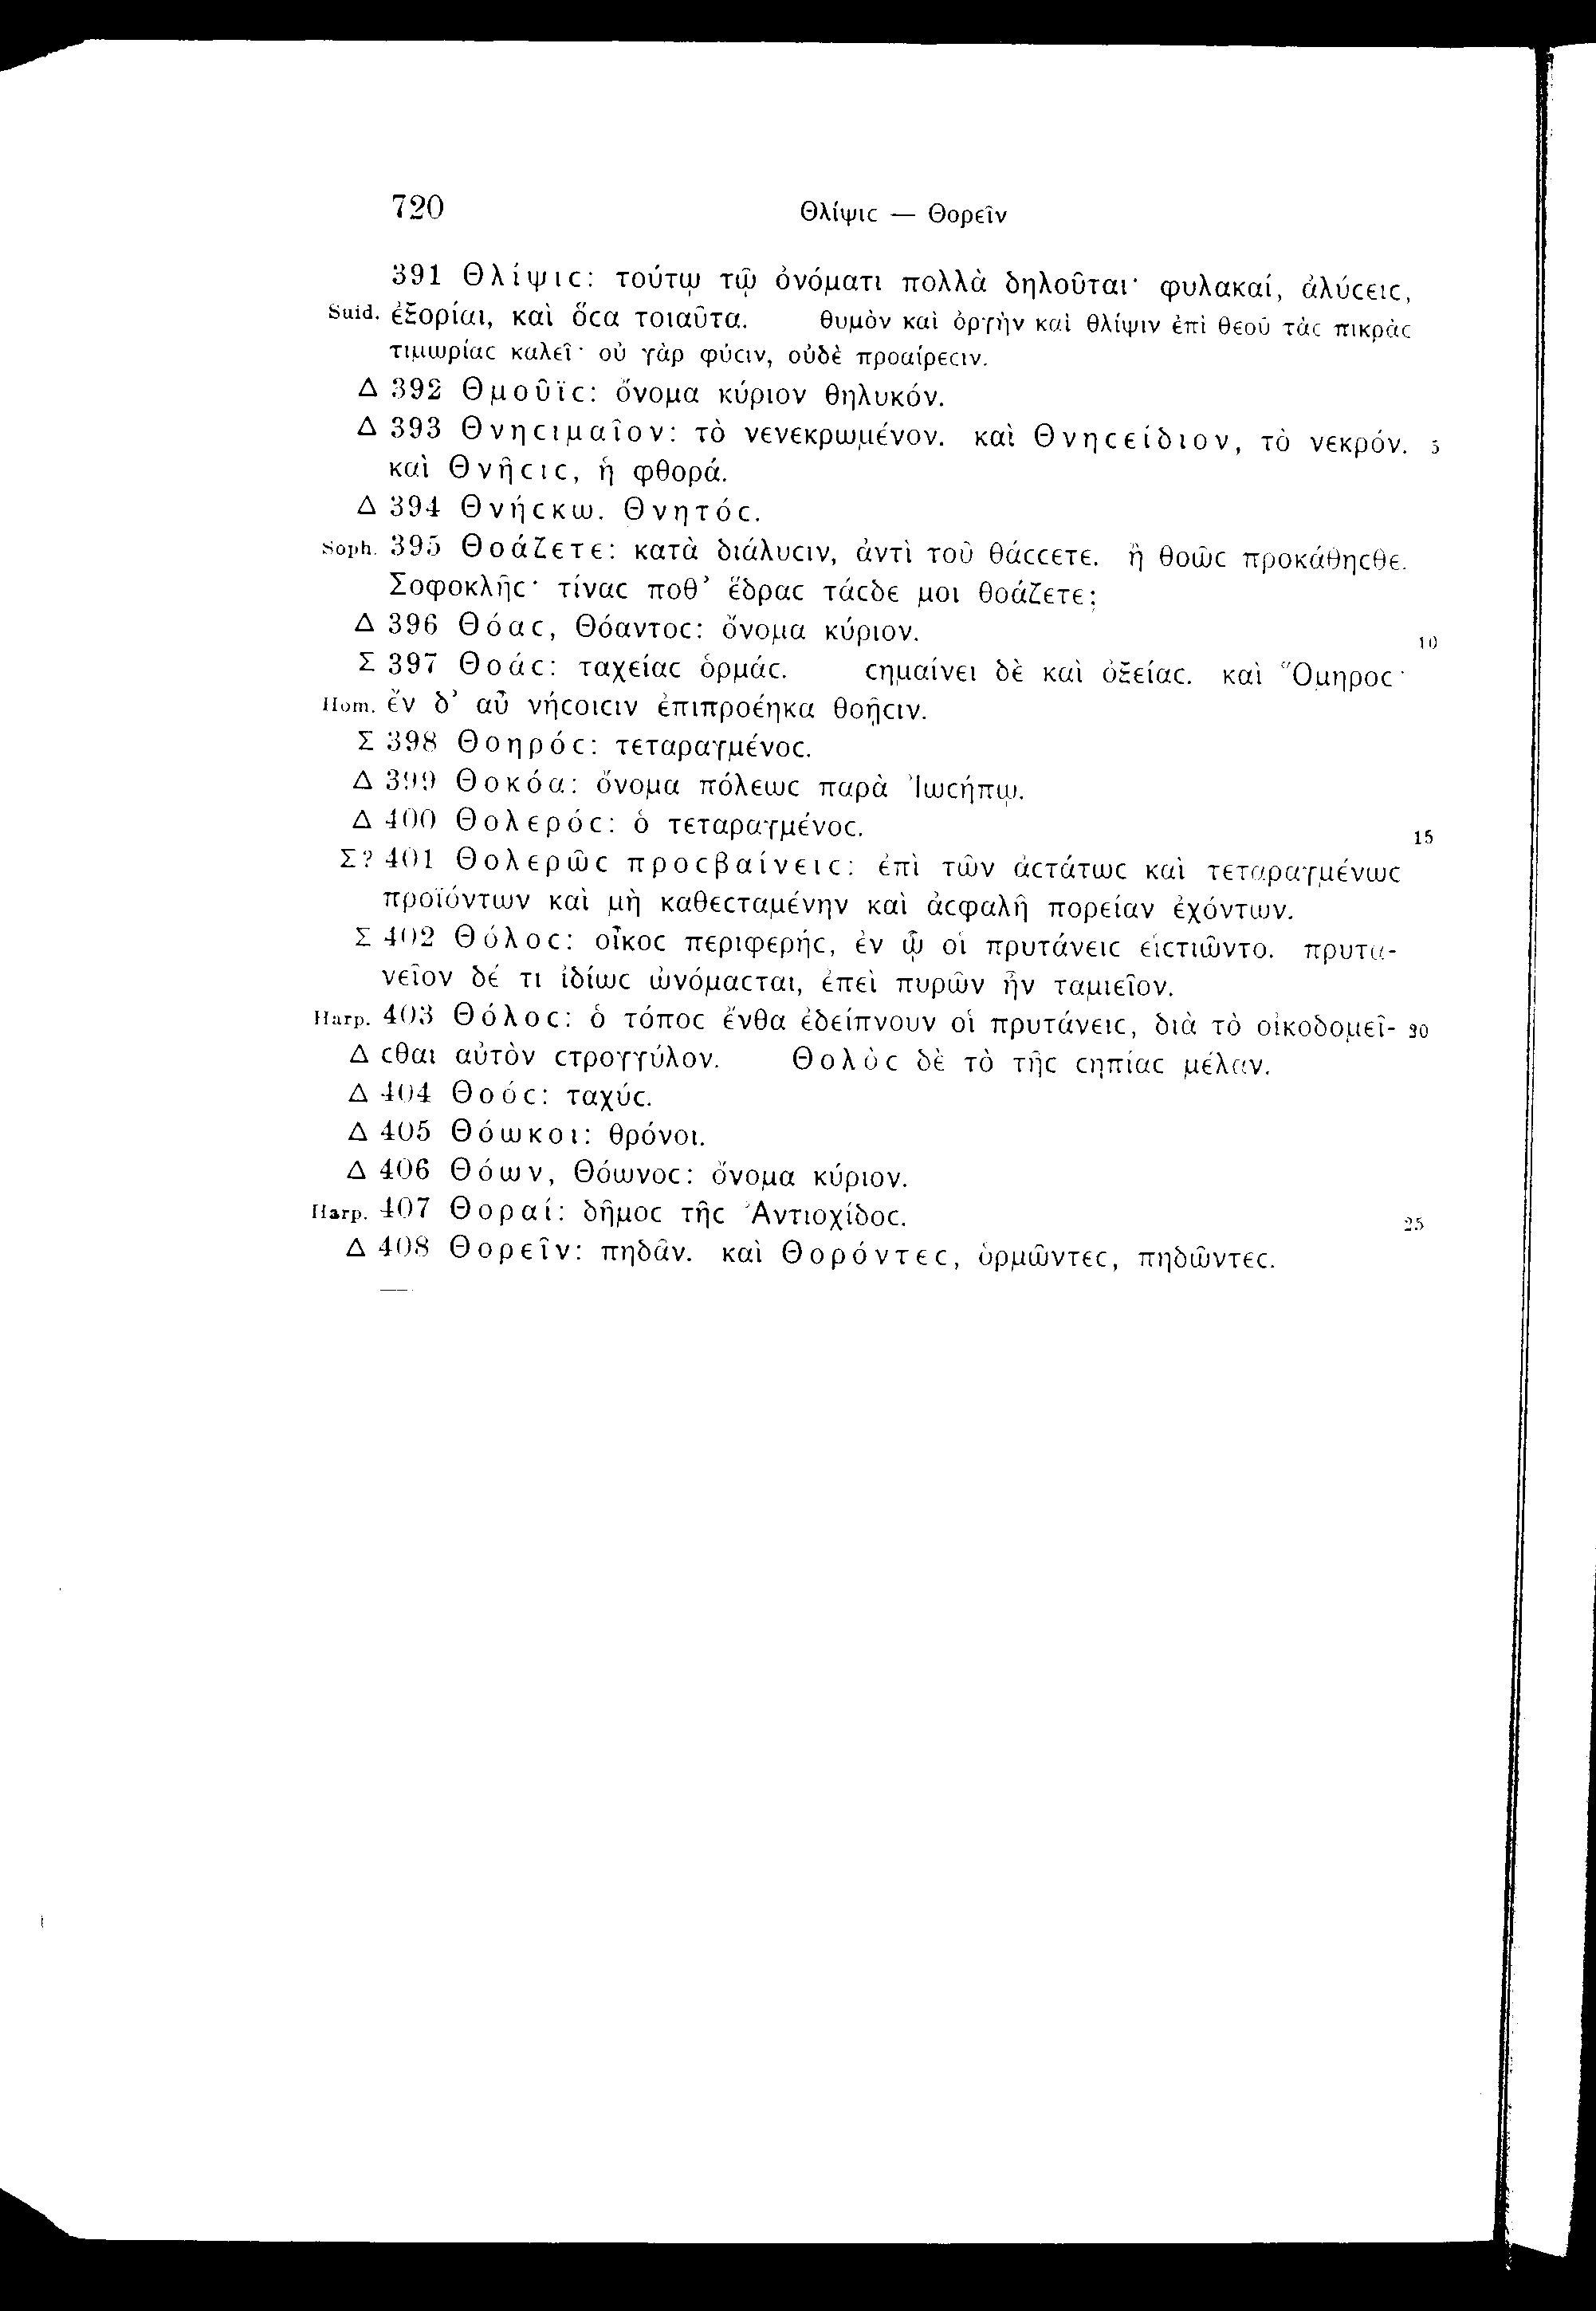 720 Θλίψιϲ — Θορεῖν
391 Θλίψιϲ: τούτῳ τῷ ὀνόματι πολλὰ δηλοῦται· φυλακαί, ἁλύϲειϲ,
Suid. ἐξορίαι, καὶ ὅϲα τοιαῦτα. θυμὸν καὶ ὀργὴν καὶ θλίψιν ἐπὶ θεοῦ τὰϲ πικρὰϲ
τιμωρίαϲ καλεῖ· οὐ γὰρ φύϲιν, οὐδὲ προαίρεϲιν.
Δ 392 Θμοῦϊϲ: ὄνομα κύριον θηλυκόν.
Δ 393 Θνηϲιμαῖον: τὸ νενεκρωμένον. καὶ Θνηϲείδιον, τὸ νεκρόν. 5
καὶ Θνῆϲιϲ, ἡ φθορά.
Δ 394 Θνήϲκω. Θνητόϲ.
Soph. 395 Θοάζετε: κατὰ διάλυϲιν, ἀντὶ τοῦ θάϲϲετε. ἢ θοῶϲ προκάθηϲθε.
Σοφοκλῆϲ· τίναϲ ποθ’ ἕδραϲ τάϲδε μοι θοάζετε;
Δ 396 Θόαϲ, Θόαντοϲ: ὄνομα κύριον. 10
Σ 397 Θοάϲ: ταχείαϲ ὁρμάϲ. ϲημαίνει δὲ καὶ ὀξείαϲ. καὶ Ὅμηροϲ·
Hom. ἔν δ’ αὖ νήϲοιϲιν ἐπιπροέηκα θοῇϲιν.
Σ 398 Θοηρόϲ: τεταραγμένοϲ.
Δ 399 Θοκόα: ὄνομα πόλεωϲ παρὰ Ἰωϲήπῳ.
Δ 400 Θολερόϲ: ὁ τεταραγμένοϲ. 15
Σ? 401 Θολερῶϲ προϲβαίνειϲ: ἐπὶ τῶν ἀϲτάτωϲ καὶ τεταραγμένωϲ
προϊόντων καὶ μὴ καθεϲταμένην καὶ ἀϲφαλῆ πορείαν ἐχόντων.
Σ 402 Θόλοϲ: οἶκοϲ περιφερήϲ, ἐν ᾧ οἱ πρυτάνειϲ εἱϲτιῶντο. πρυτα-
νεῖον δέ τι ἰδίωϲ ὠνόμαϲται, ἐπεὶ πυρῶν ἦν ταμιεῖον.
Harp. 403 Θόλοϲ: ὁ τόποϲ ἔνθα ἐδείπνουν οἱ πρυτάνειϲ, διὰ τὸ οἰκοδομεῖ- 20
Δ ϲθαι αὐτὸν ϲτρογγύλον. Θολὸϲ δὲ τὸ τῆϲ ϲηπίαϲ μέλαν.
Δ 404 Θοόϲ: ταχύϲ.
Δ 405 Θόωκοι: θρόνοι.
Δ 406 Θόων, Θόωνοϲ: ὄνομα κύριον.
Harp. 407 Θοραί: δῆμοϲ τῆϲ Ἀντιοχίδοϲ. 25
Δ 408 Θορεῖν: πηδᾶν. καὶ Θορόντεϲ, ὁρμῶντεϲ, πηδῶντεϲ.